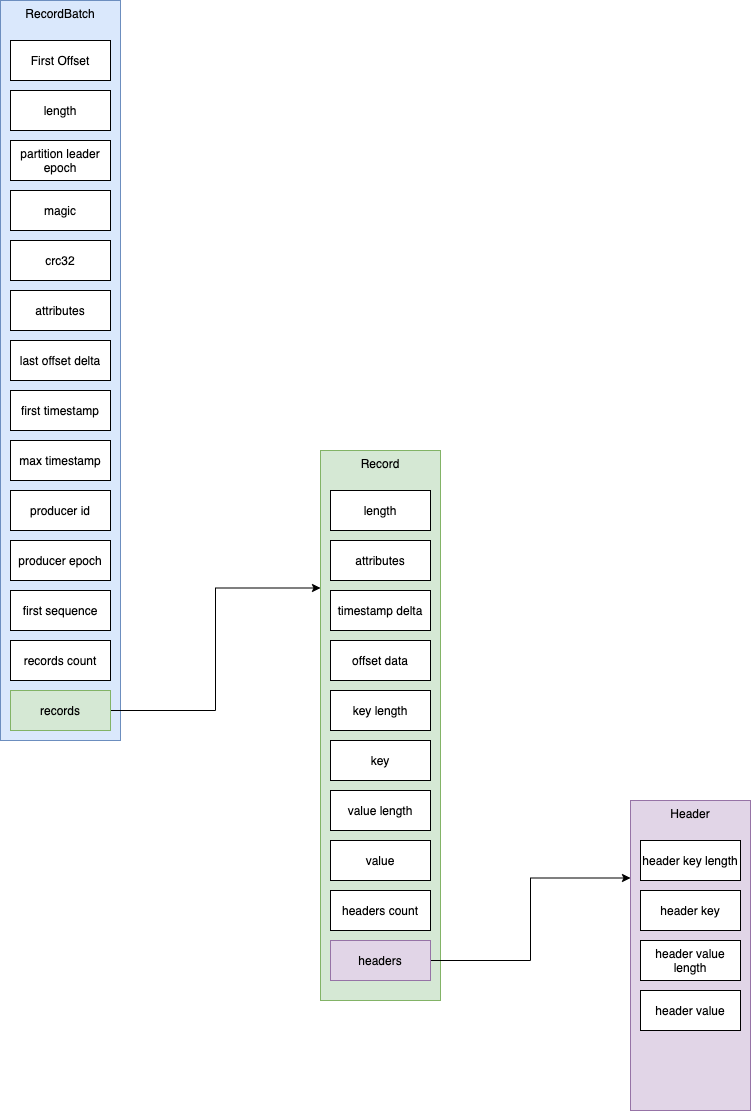 RecordBatch
First Offset
length
partition leader
epoch
magic
crc32
attributes
last offset delta
first timestamp
max timestamp
producer id
producer epoch
first sequence
records count
records
Record
length
attributes
timestamp delta
offset data
key length
key
value length
value
headers count
headers
Header
header key length
header key
header value
length
header value